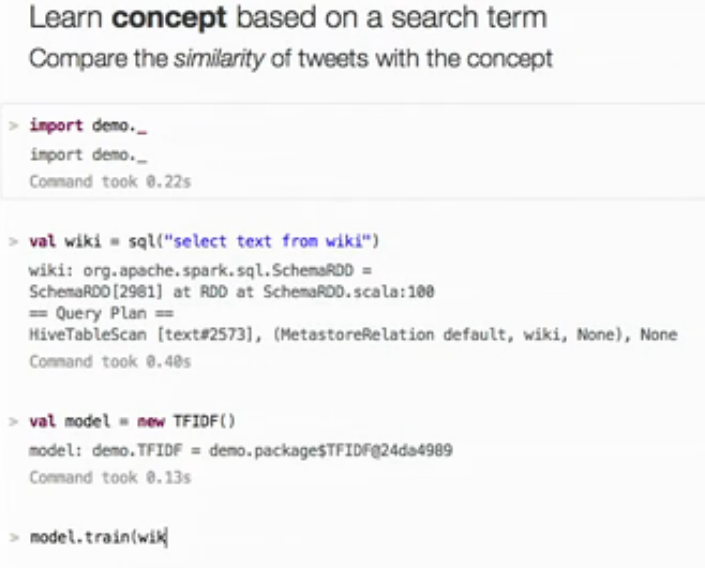 Learn concept based on a search term
Compare the similarity of tweets with the concept
> import demo._
import demo._
Command took 0.22s
> val wiki = sql("select text from wiki")
wiki: org.apache.spark.sql.SchemaRDD =
SchemaRDD[2981] at RDD at SchemaRDD.scala:100
== Query Plan ==
HiveTableScan [text#2573], (MetastoreRelation default, wiki, None), None
Command took 0.40s
> val model = new TFIDF()
model: demo.TFIDF = demo.package$TFIDF@24da4989
Command took 0.13s
> model.train(wik